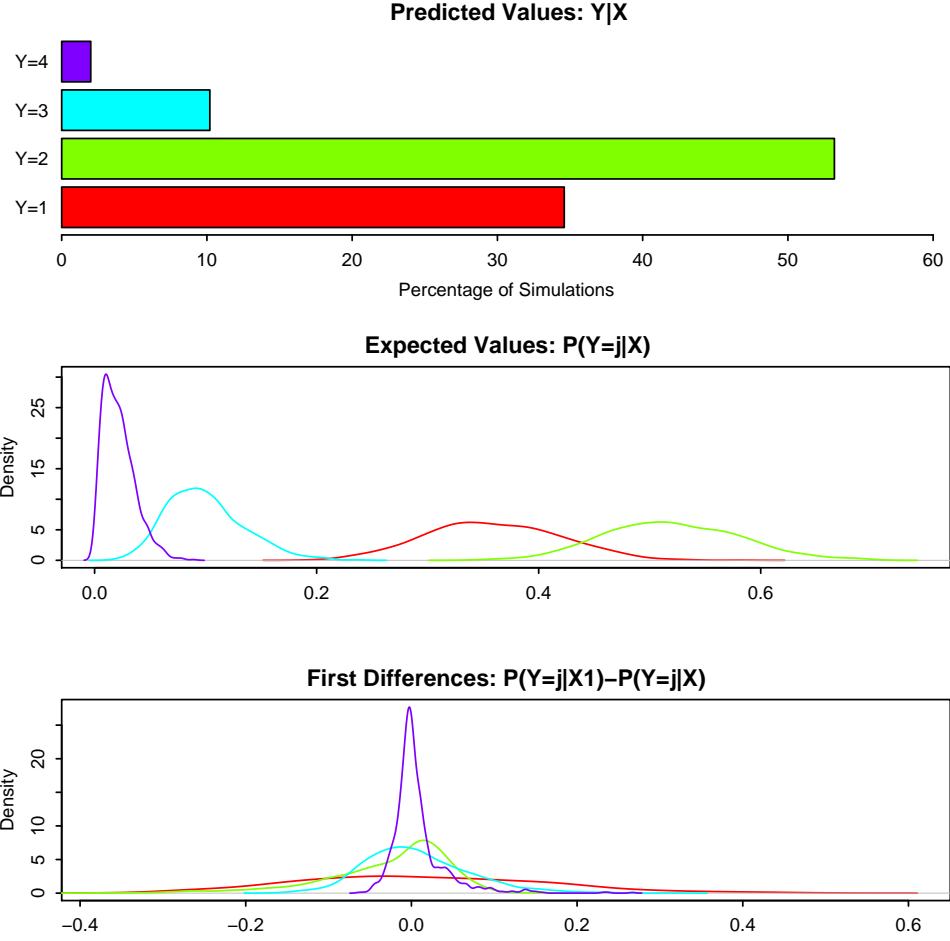 Predicted Values: Y|X
Y=4
Y=3
Y=2
Y=1
0 10 20 30 40 50 60
Percentage of Simulations
Expected Values: P(Y=j|X)
Density
25
15
5
0
0.0 0.2 0.4 0.6
First Differences: P(Y=j|X1)−P(Y=j|X)
Density
20
10
5
0
−0.4 −0.2 0.0 0.2 0.4 0.6